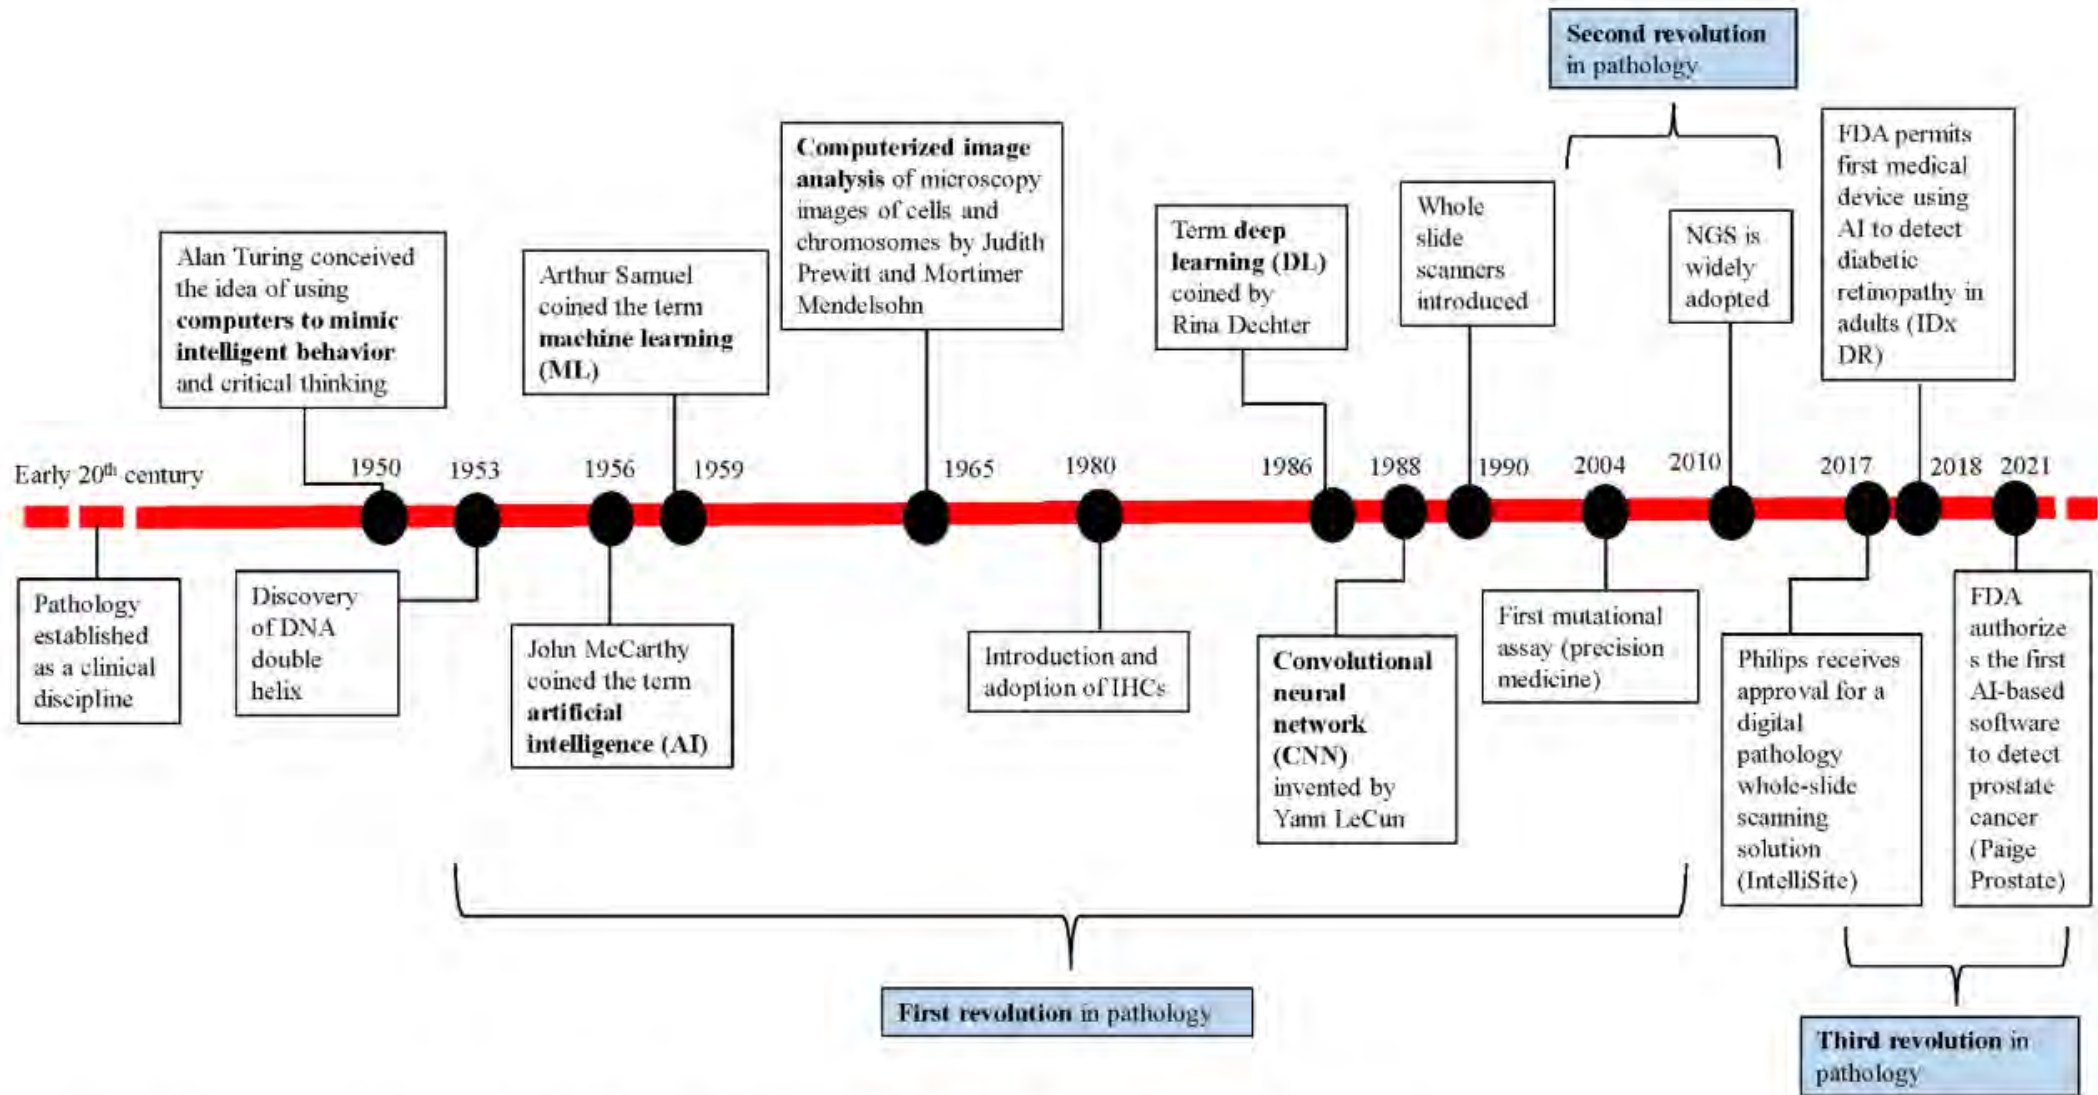 Second revolution
in pathology
Computerized image
analysis of microscopy
images of cells and
chromosomes by Judith
Prewitt and Mortimer
Mendelsohn
FDA permits
first medical
device using
AI to detect
diabetic
retinopathy in
adults (IDx
DR)
Whole
slide
scanners
introduced
Term deep
learning (DL)
coined by
Rina Dechter
NGS is
widely
adopted
Alan Turing conceived
the idea of using
computers to mimic
intelligent behavior
and critical thinking
Arthur Samuel
coined the term
machine learning
(ML)
Early 20th century
1950
1953
1956
1959
1965
1980
1986
1988
1990
2004
2010
2017
2018
2021
Pathology
established
as a clinical
discipline
Discovery
of DNA
double
helix
John McCarthy
coined the term
artificial
intelligence (AI)
Introduction and
adoption of IHCs
Convolutional
neural
network
(CNN)
invented by
Yann LeCun
First mutational
assay (precision
medicine)
Philips receives
approval for a
digital
pathology
whole-slide
scanning
solution
(IntelliSite)
FDA
authorize
s the first
AI-based
software
to detect
prostate
cancer
(Paige
Prostate)
First revolution in pathology
Third revolution in
pathology